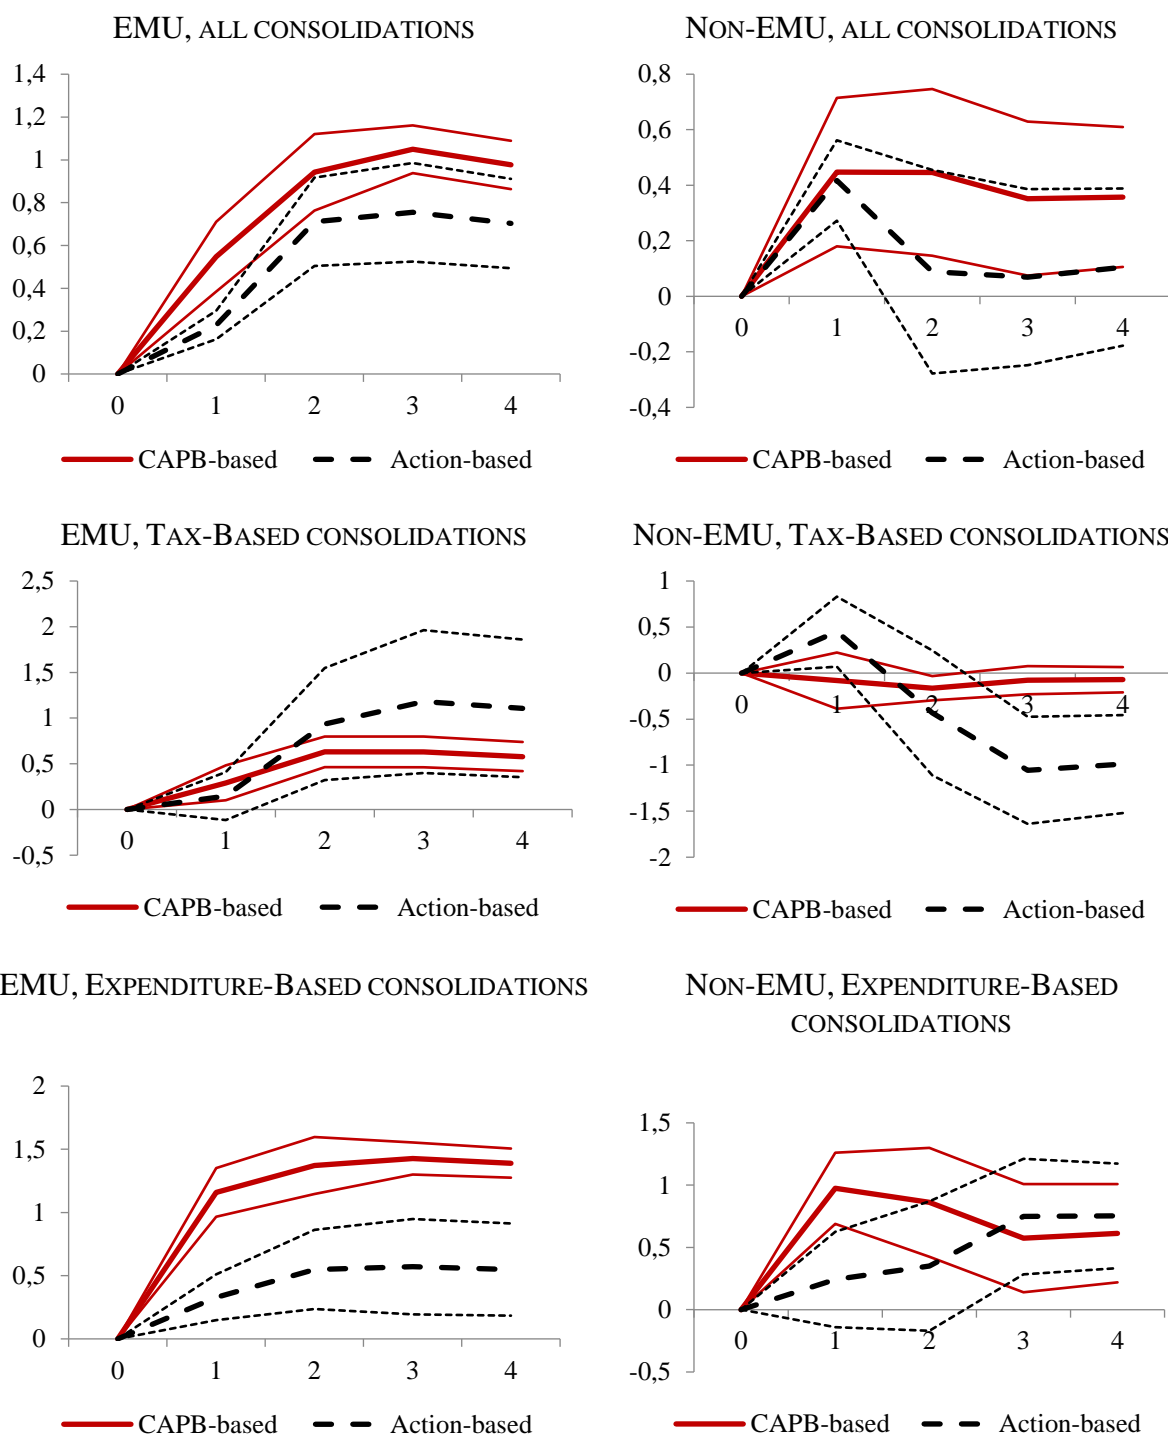 EMU, ALL CONSOLIDATIONS
1,4
1,2
1
0,8
0,6
0,4
0,2
0
0 1 2 3 4
CAPB-based Action-based
NON-EMU, ALL CONSOLIDATIONS
0,8
0,6
0,4
0,2
0
-0,2
-0,4
0 1 2 3 4
CAPB-based Action-based
EMU, TAX-BASED CONSOLIDATIONS
2,5
2
1,5
1
0,5
0
-0,5
0 1 2 3 4
CAPB-based Action-based
NON-EMU, TAX-BASED CONSOLIDATIONS
1
0,5
0
-0,5
-1
-1,5
-2
0 1 2 3 4
CAPB-based Action-based
EMU, EXPENDITURE-BASED CONSOLIDATIONS
2
1,5
1
0,5
0
0 1 2 3 4
CAPB-based Action-based
NON-EMU, EXPENDITURE-BASED
CONSOLIDATIONS
1,5
1
0,5
0
-0,5
0 1 2 3 4
CAPB-based Action-based